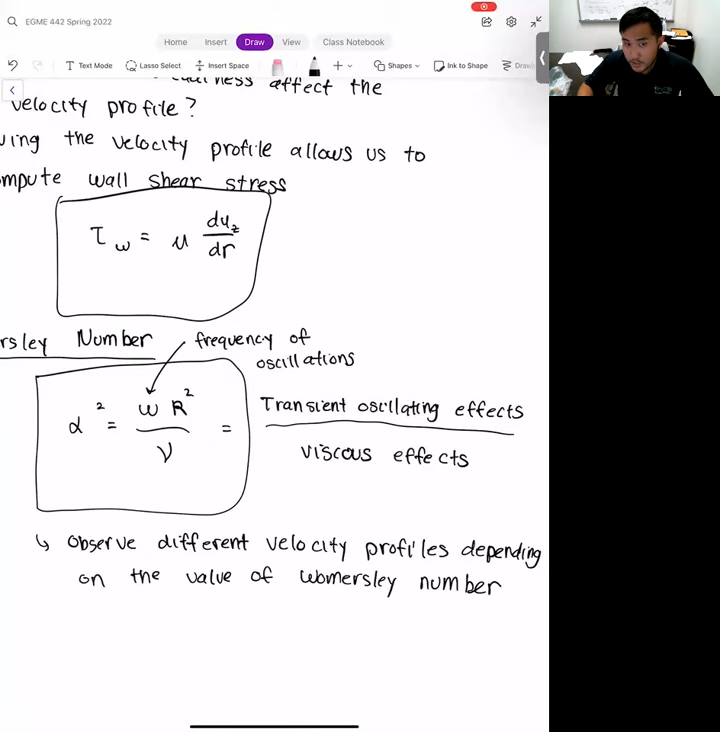 EGME 442 Spring 2022
Home Insert Draw View Class Notebook
Text Mode Lasso Select Insert Space Shapes Ink to Shape
affect the
velocity profile?
the velocity profile allows us to
wall shear stress
τw = μ duz/dr
Number
frequency of
oscillations
α² = ωR²/ν = Transient oscillating effects / viscous effects
↳ observe different velocity profiles depending
on the value of womersley number